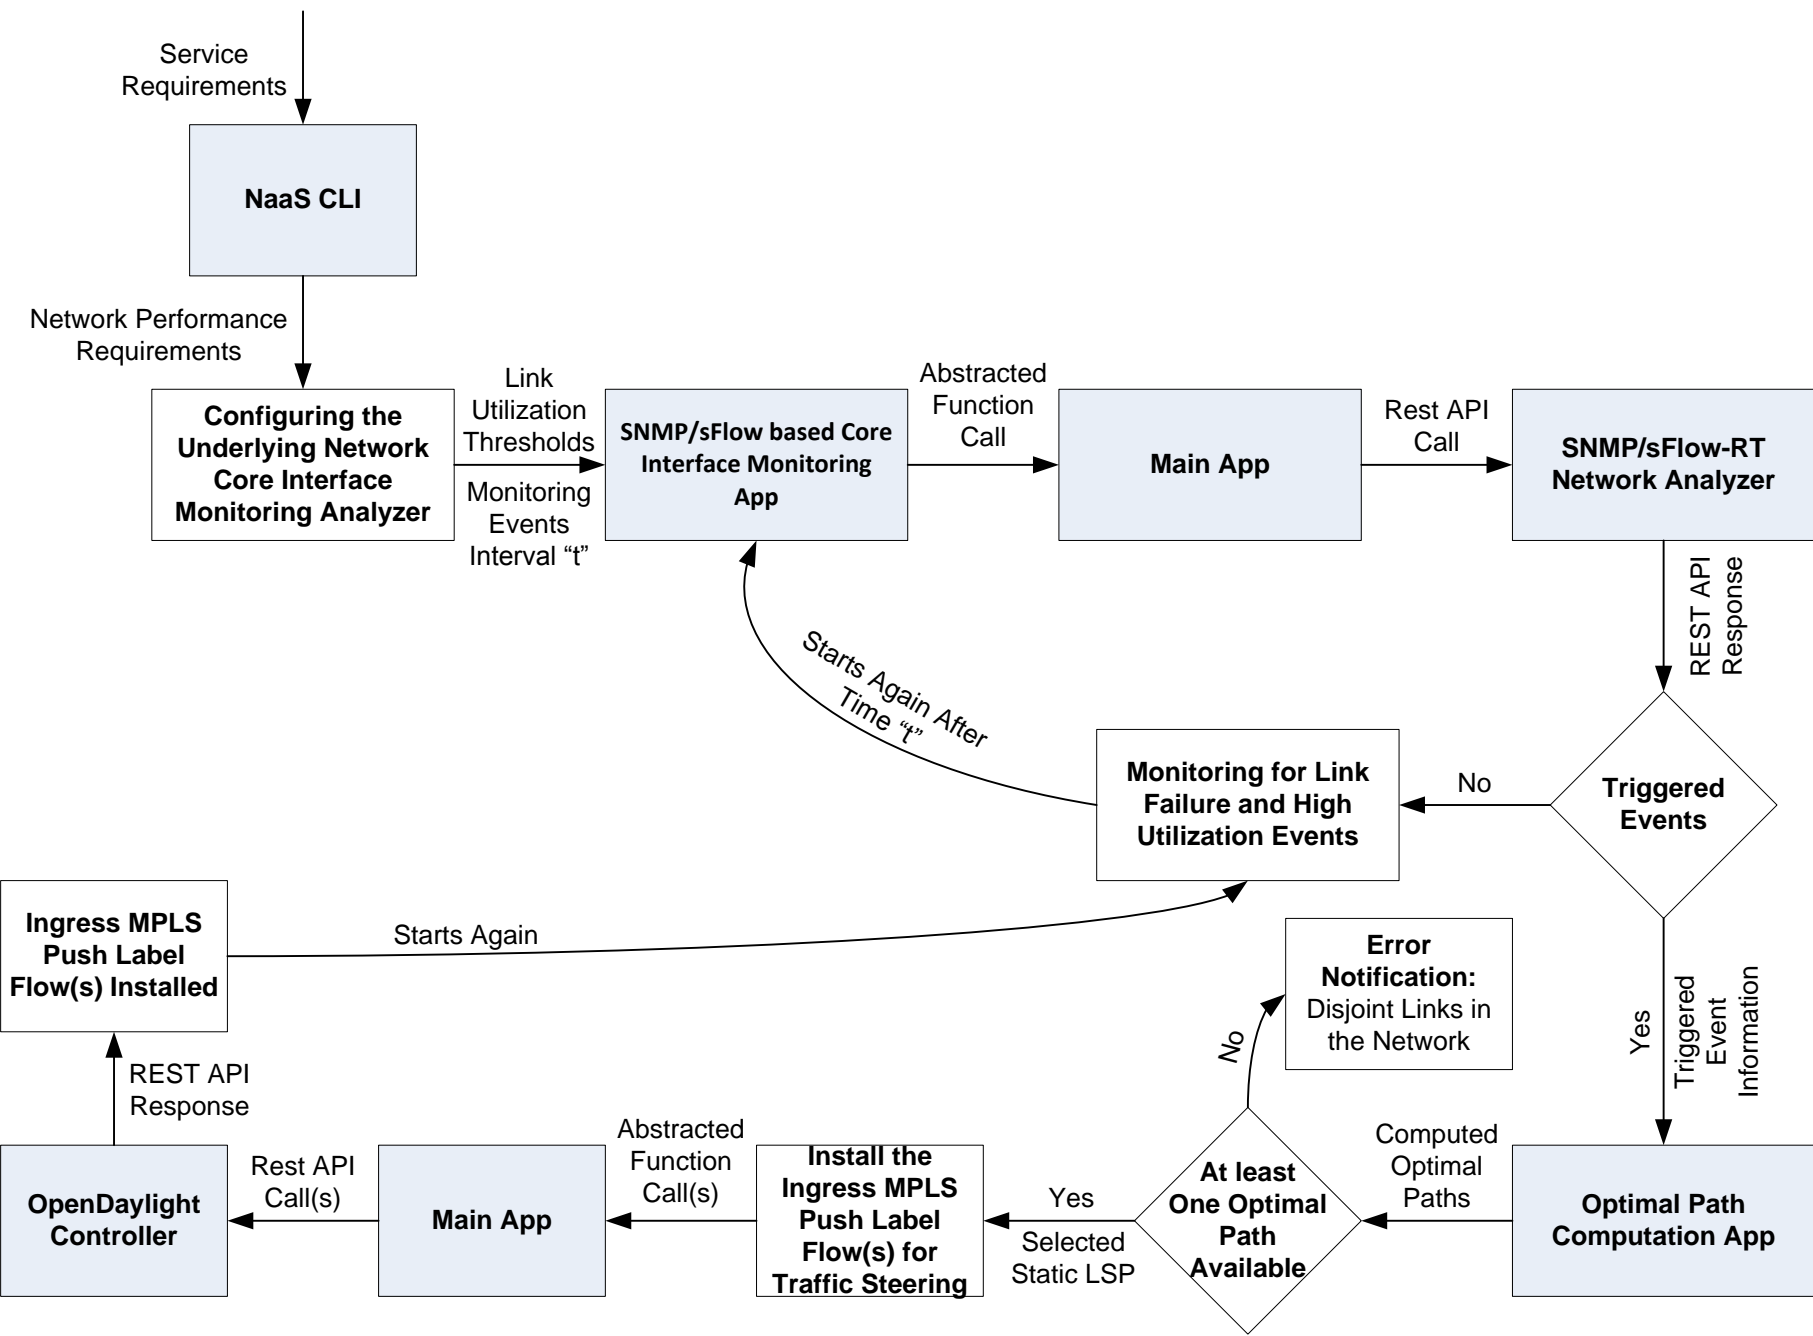 Service
Requirements
NaaS CLI
Network Performance
Requirements
Configuring the
Underlying Network
Core Interface
Monitoring Analyzer
Link
Utilization
Thresholds
Monitoring
Events
Interval “t”
SNMP/sFlow based Core
Interface Monitoring
App
Abstracted
Function
Call
Main App
Rest API
Call
SNMP/sFlow-RT
Network Analyzer
REST API
Response
Triggered
Events
No
Monitoring for Link
Failure and High
Utilization Events
Starts Again After
Time “t”
Yes
Triggered
Event
Information
Optimal Path
Computation App
Computed
Optimal
Paths
At least
One Optimal
Path
Available
No
Error
Notification:
Disjoint Links in
the Network
Yes
Selected
Static LSP
Install the
Ingress MPLS
Push Label
Flow(s) for
Traffic Steering
Abstracted
Function
Call(s)
Main App
Rest API
Call(s)
OpenDaylight
Controller
REST API
Response
Ingress MPLS
Push Label
Flow(s) Installed
Starts Again